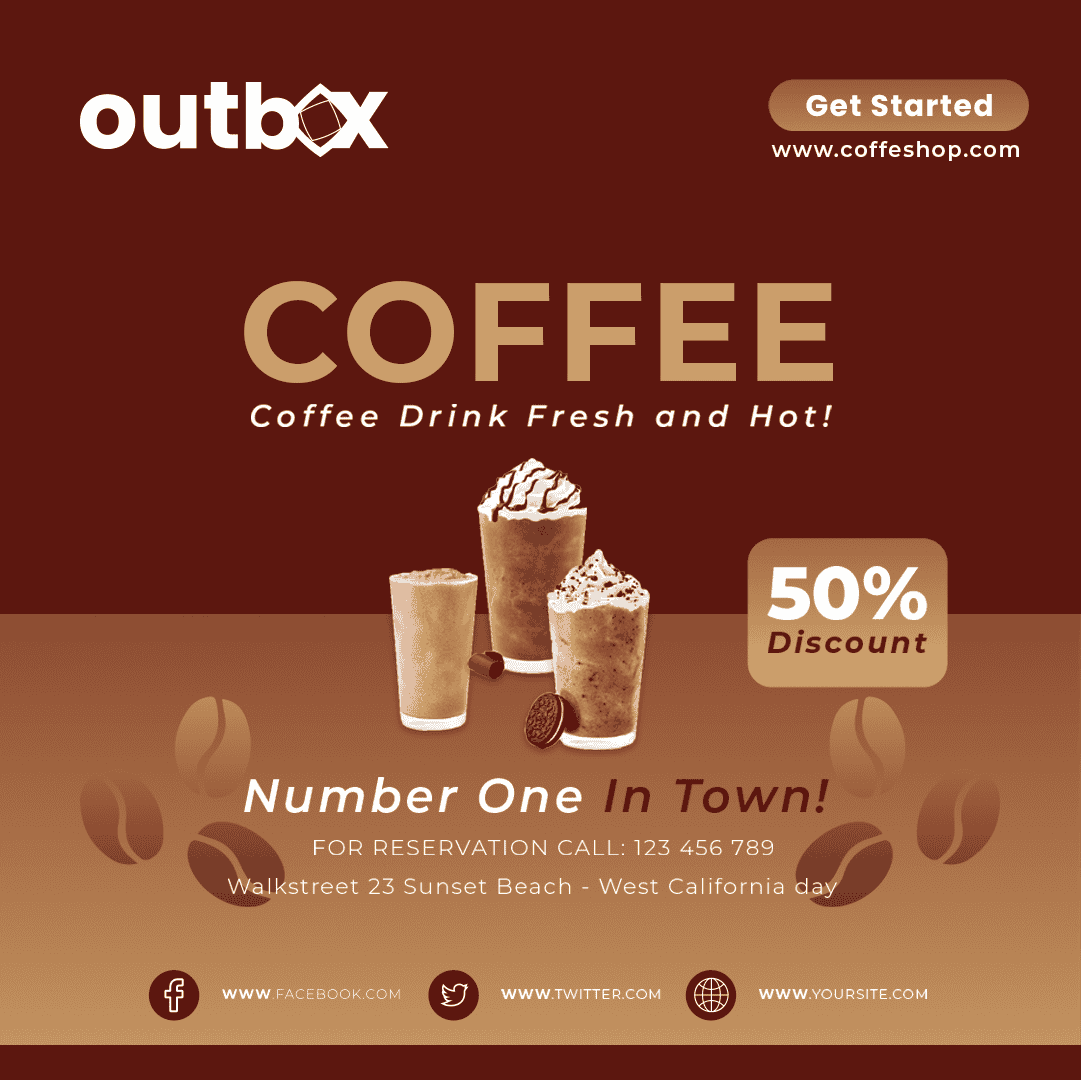 outbox
Get Started
www.coffeshop.com
COFFEE
Coffee Drink Fresh and Hot!
50%
Discount
Number One In Town!
FOR RESERVATION CALL: 123 456 789
Walkstreet 23 Sunset Beach - West California day
WWW.FACEBOOK.COM
WWW.TWITTER.COM
WWW.YOURSITE.COM